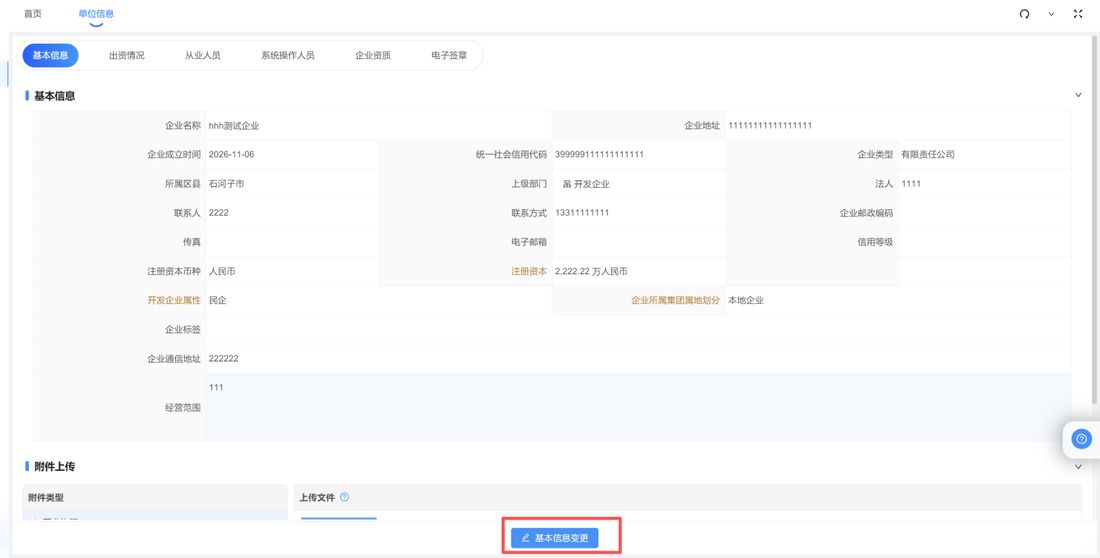 首页 单位信息
基本信息 出资情况 从业人员 系统操作人员 企业资质 电子签章
基本信息
企业名称 hhh测试企业 企业地址 11111111111111111
企业成立时间 2026-11-06 统一社会信用代码 399999111111111111 企业类型 有限责任公司
所属区县 石河子市 上级部门 开发企业 法人 1111
联系人 2222 联系方式 13311111111 企业邮政编码
传真 电子邮箱 信用等级
注册资本币种 人民币 注册资本 2,222.22 万人民币
开发企业属性 民企 企业所属集团属地划分 本地企业
企业标签
企业通信地址 222222
经营范围 111
附件上传
附件类型 上传文件
基本信息变更